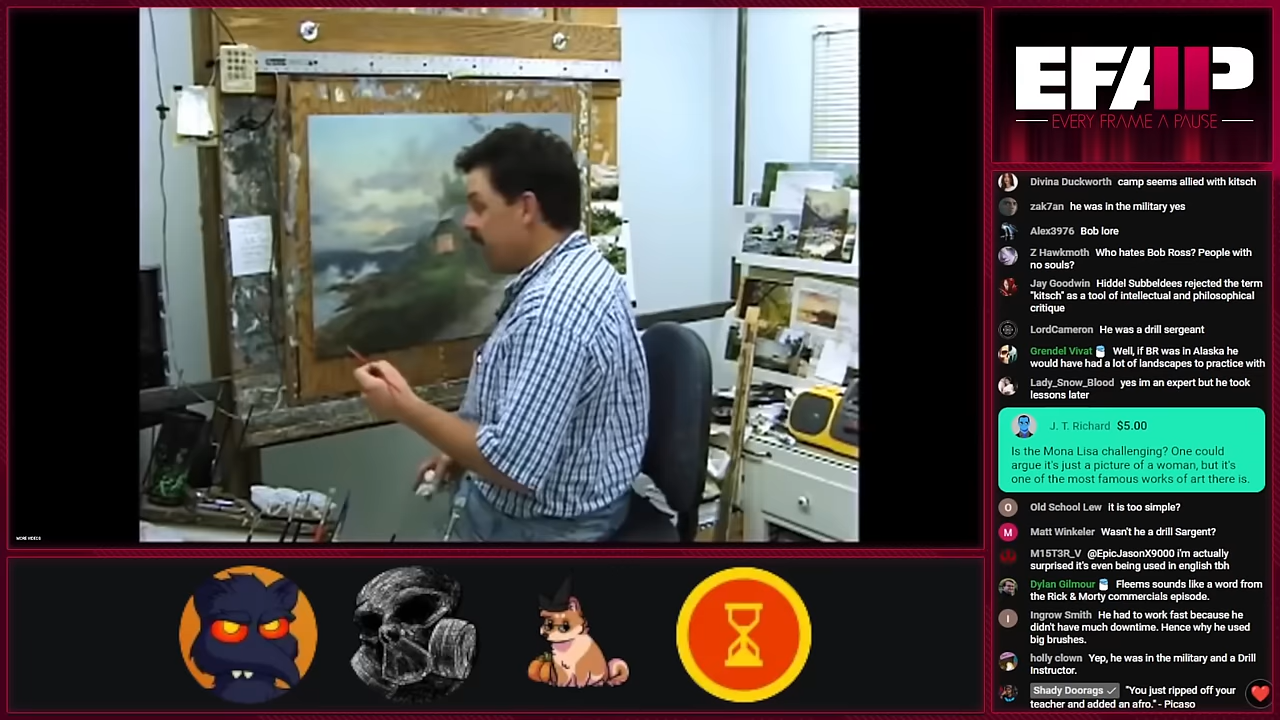 EFAP
EVERY FRAME A PAUSE
Divina Duckworth camp seems allied with kitsch
zak7an he was in the military yes
Alex3976 Bob lore
Z Hawkmoth Who hates Bob Ross? People with
no souls?
Jay Goodwin Hiddel Subbeldees rejected the term
"kitsch" as a tool of intellectual and philosophical
critique
LordCameron He was a drill sergeant
Grendel Vivat Well, if BR was in Alaska he
would have had a lot of landscapes to practice with
Lady_Snow_Blood yes im an expert but he took
lessons later
J. T. Richard $5.00
Is the Mona Lisa challenging? One could
argue it's just a picture of a woman, but it's
one of the most famous works of art there is.
Old School Lew it is too simple?
Matt Winkeler Wasn't he a drill Sargent?
M15T3R_V @EpicJasonX9000 i'm actually
surprised it's even being used in english tbh
Dylan Gilmour Fleems sounds like a word from
the Rick & Morty commercials episode.
Ingrow Smith He had to work fast because he
didn't have much downtime. Hence why he used
big brushes.
holly clown Yep, he was in the military and a Drill
Instructor.
Shady Doorags "You just ripped off your
teacher and added an afro." - Picaso
MORE VIDEOS